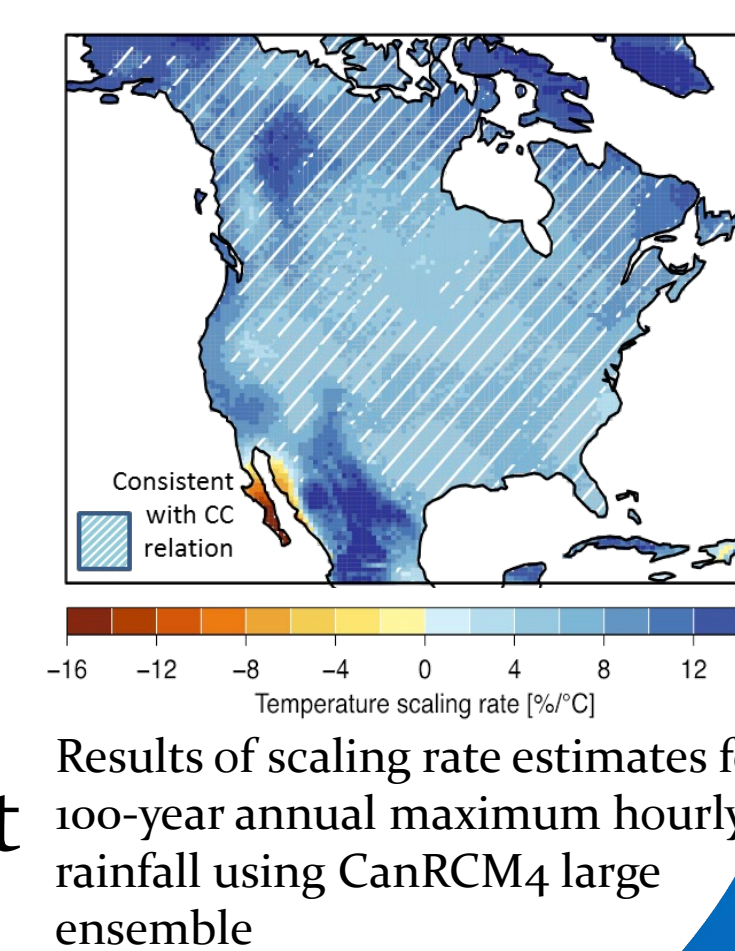 Consistent
with CC
relation
−16 −12 −8 −4 0 4 8 12
Temperature scaling rate [%/°C]
t
Results of scaling rate estimates
100-year annual maximum hourly
rainfall using CanRCM4 large
ensemble